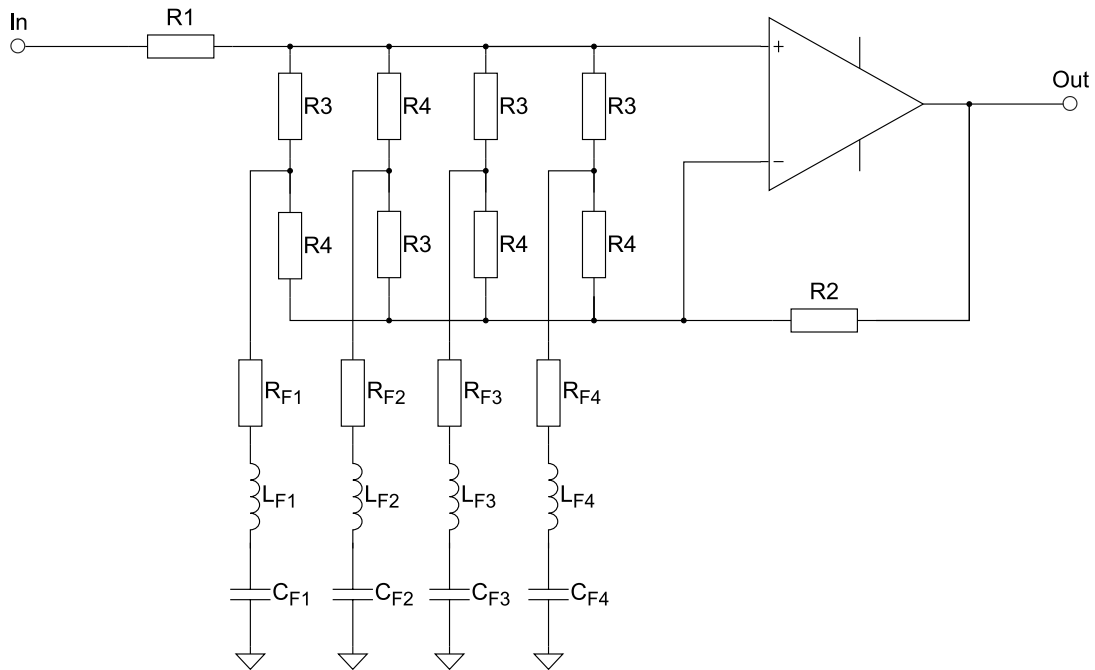 In
R1
R3
R4
R3
R3
+
Out
−
R4
R3
R4
R4
R2
RF1
RF2
RF3
RF4
LF1
LF2
LF3
LF4
CF1
CF2
CF3
CF4